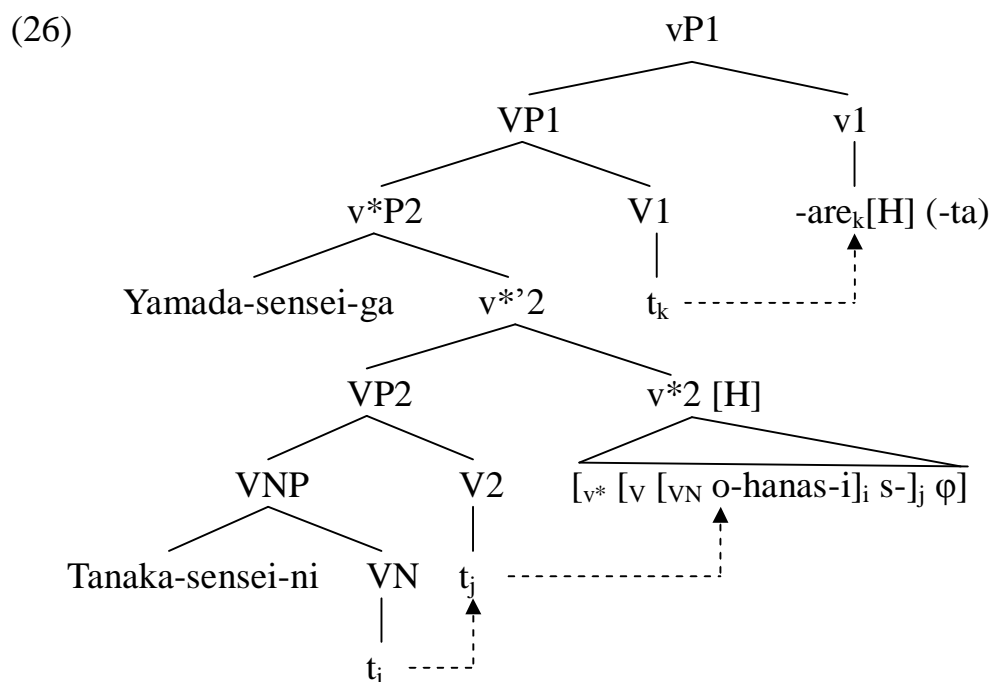 (26) vP1
VP1 v1
v*P2 V1 -areₖ[H] (-ta)
Yamada-sensei-ga v*’2 tₖ
VP2 v*2 [H]
VNP V2 [ᵥ* [V [VN o-hanas-i]ᵢ s-]ⱼ φ]
Tanaka-sensei-ni VN tⱼ
tᵢ